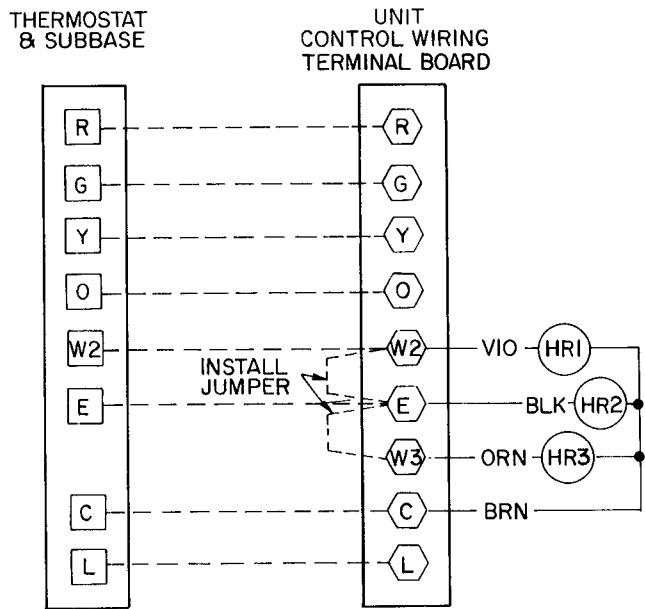 THERMOSTAT
& SUBBASE
UNIT
CONTROL WIRING
TERMINAL BOARD
R R
G G
Y Y
O O
W2 W2 VIO HR1
INSTALL
JUMPER
E E BLK HR2
W3 ORN HR3
C C BRN
L L